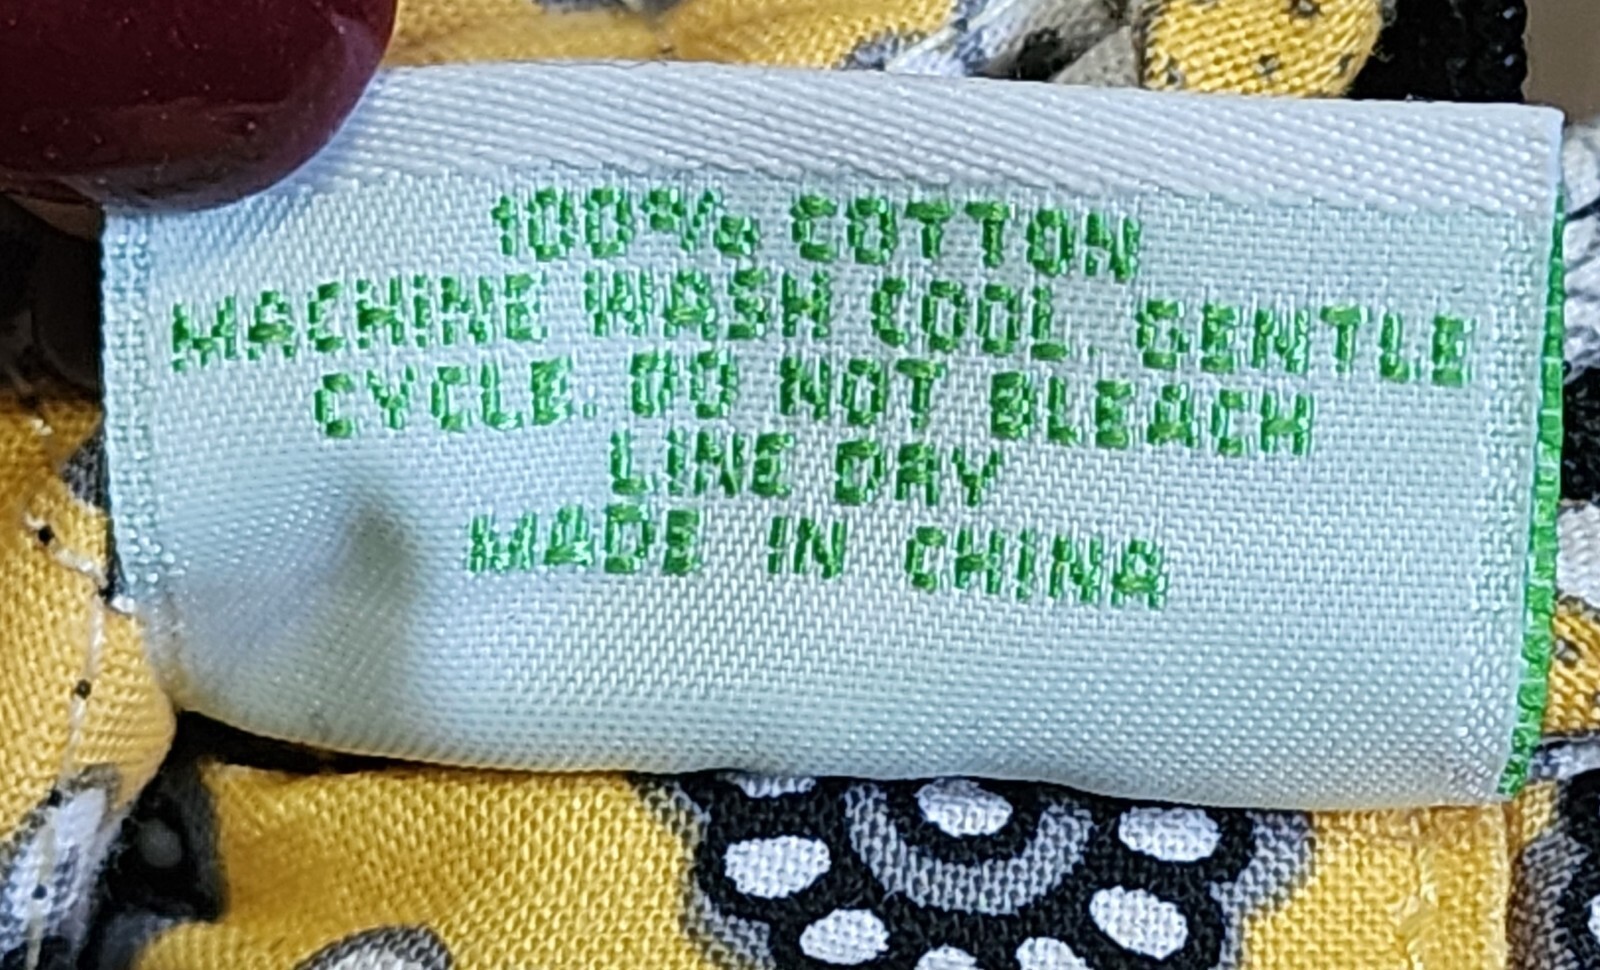 100% COTTON
MACHINE WASH COOL. GENTLE
CYCLE. DO NOT BLEACH
LINE DRY
MADE IN CHINA